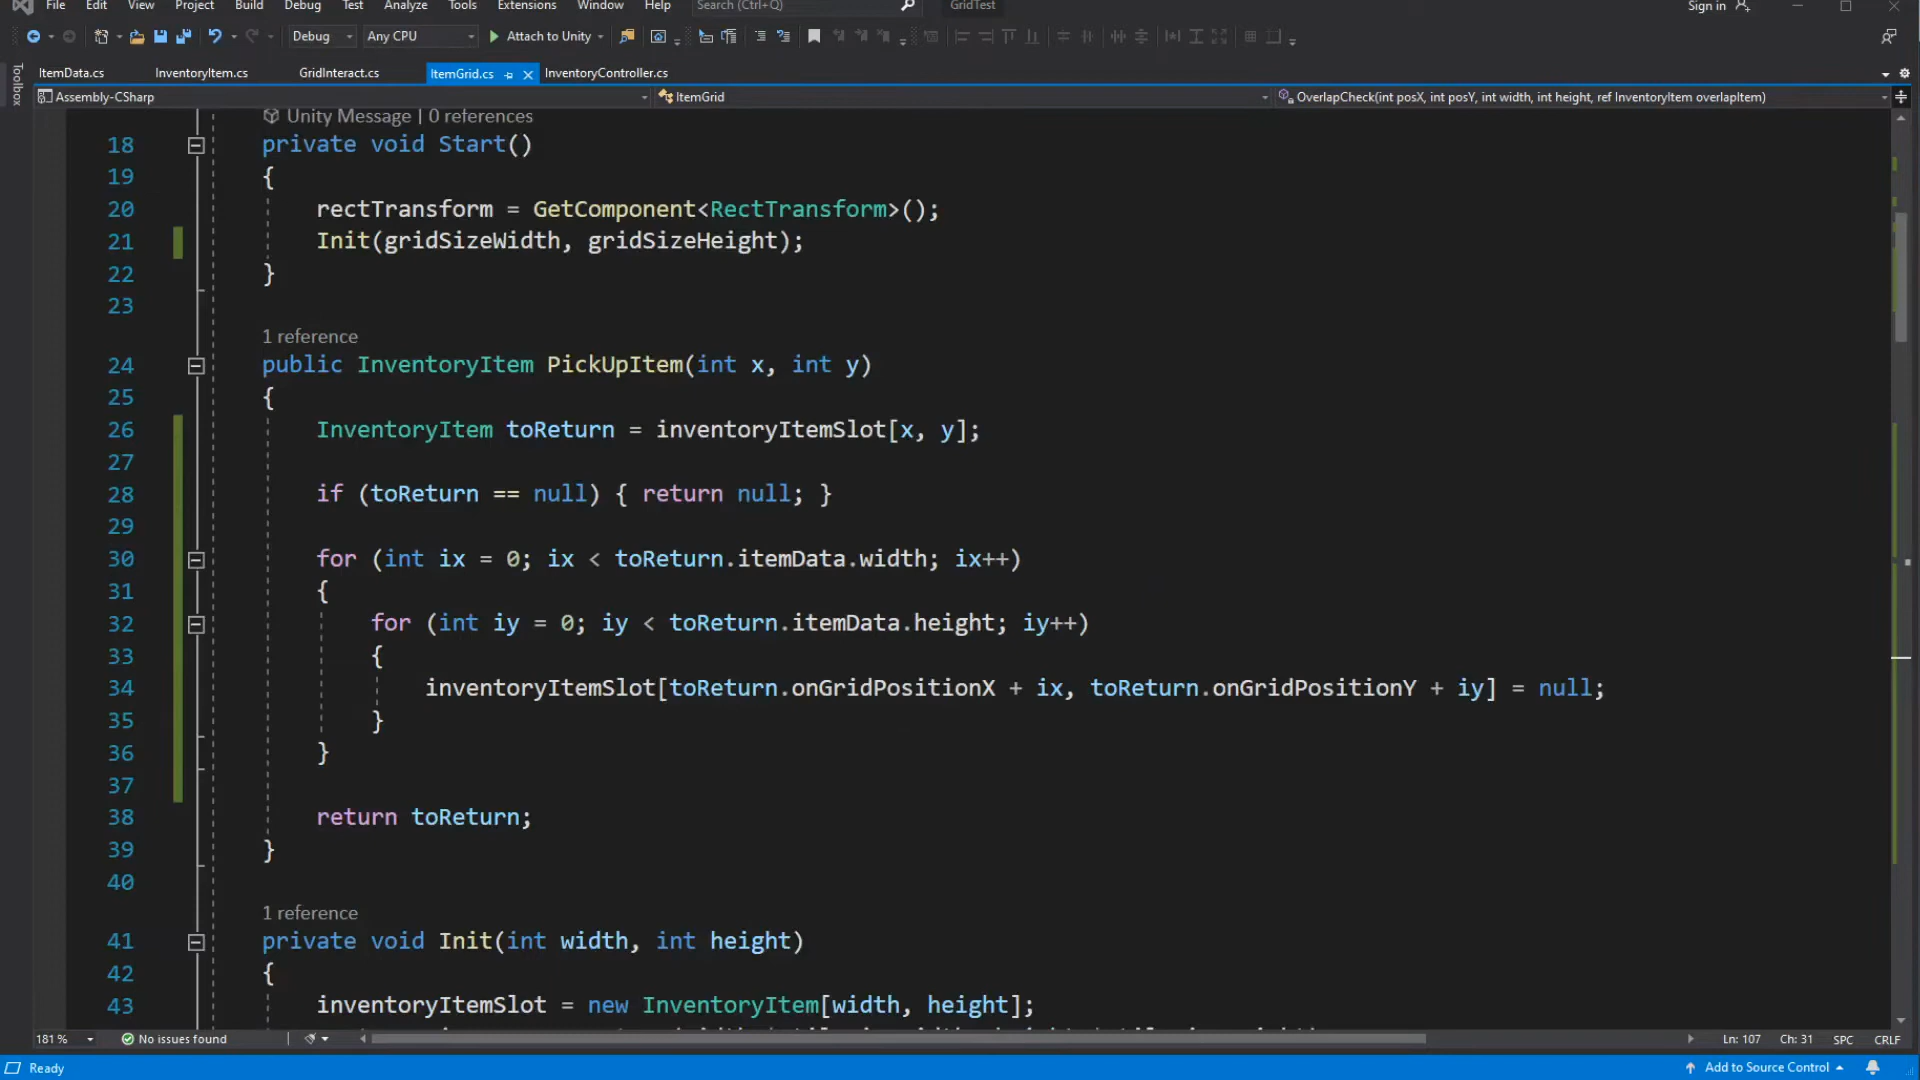 File Edit View Project Build Debug Test Analyze Tools Extensions Window Help Search (Ctrl+Q) GridTest Sign in
Debug Any CPU Attach to Unity
Toolbox
ItemData.cs InventoryItem.cs GridInteract.cs ItemGrid.cs InventoryController.cs
Assembly-CSharp ItemGrid OverlapCheck(int posX, int posY, int width, int height, ref InventoryItem overlapItem)
Unity Message | 0 references
18 private void Start()
19 {
20 rectTransform = GetComponent<RectTransform>();
21 Init(gridSizeWidth, gridSizeHeight);
22 }
23
1 reference
24 public InventoryItem PickUpItem(int x, int y)
25 {
26 InventoryItem toReturn = inventoryItemSlot[x, y];
27
28 if (toReturn == null) { return null; }
29
30 for (int ix = 0; ix < toReturn.itemData.width; ix++)
31 {
32 for (int iy = 0; iy < toReturn.itemData.height; iy++)
33 {
34 inventoryItemSlot[toReturn.onGridPositionX + ix, toReturn.onGridPositionY + iy] = null;
35 }
36 }
37
38 return toReturn;
39 }
40
1 reference
41 private void Init(int width, int height)
42 {
43 inventoryItemSlot = new InventoryItem[width, height];
181 % No issues found Ln: 107 Ch: 31 SPC CRLF
Ready Add to Source Control